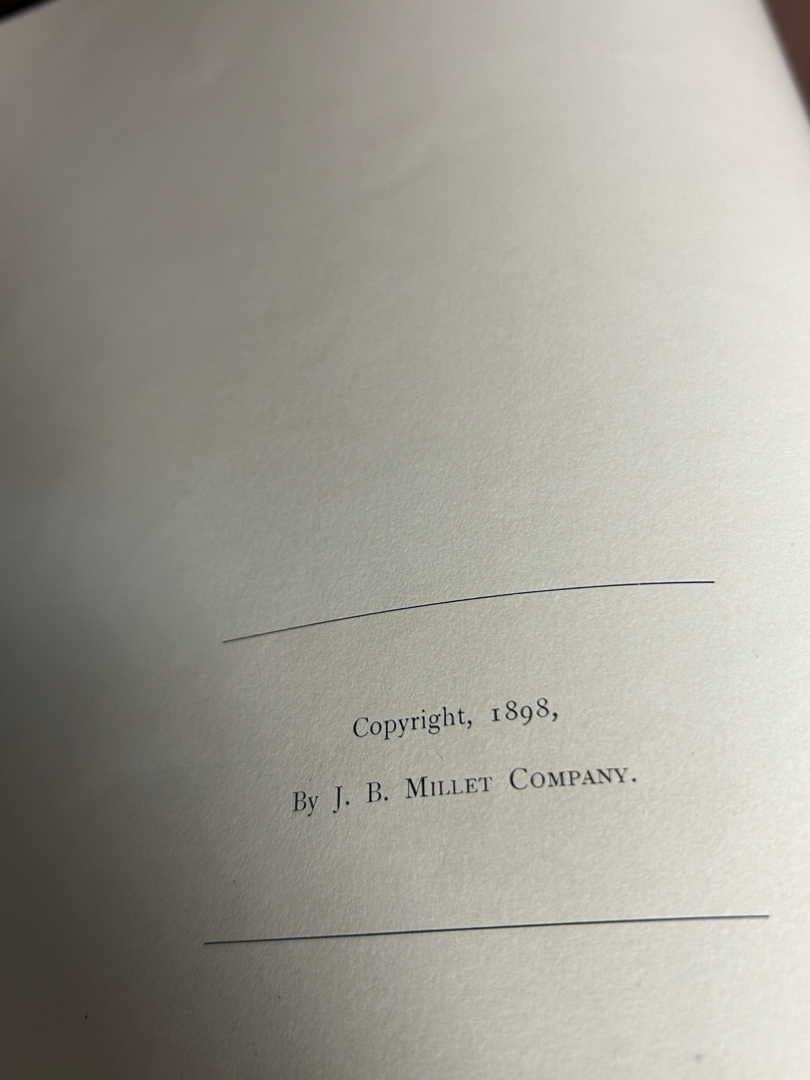 Copyright, 1898,
By J. B. Millet Company.